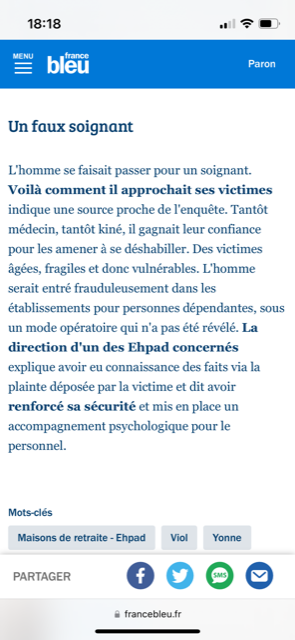 18:18
MENU
france
bleu
Paron
Un faux soignant
L'homme se faisait passer pour un soignant.
Voilà comment il approchait ses victimes
indique une source proche de l'enquête. Tantôt
médecin, tantôt kiné, il gagnait leur confiance
pour les amener à se déshabiller. Des victimes
âgées, fragiles et donc vulnérables. L'homme
serait entré frauduleusement dans les
établissements pour personnes dépendantes, sous
un mode opératoire qui n'a pas été révélé. La
direction d'un des Ehpad concernés
explique avoir eu connaissance des faits via la
plainte déposée par la victime et dit avoir
renforcé sa sécurité et mis en place un
accompagnement psychologique pour le
personnel.
Mots-clés
Maisons de retraite - Ehpad Viol Yonne
PARTAGER
SMS
francebleu.fr